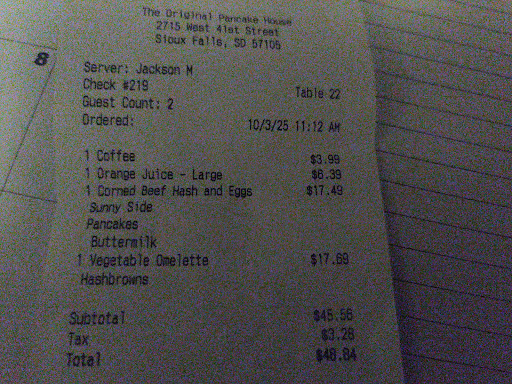 8
The Original Pancake House
2715 West 41st Street
Sioux Falls, SD 57105
Server: Jackson M
Check #219 Table 22
Guest Count: 2
Ordered: 10/3/25 11:12 AM
1 Coffee $3.99
1 Orange Juice - Large $6.39
1 Corned Beef Hash and Eggs $17.49
Sunny Side
Pancakes
Buttermilk
1 Vegetable Omelette $17.69
Hashbrowns
Subtotal $45.56
Tax $3.28
Total $48.84